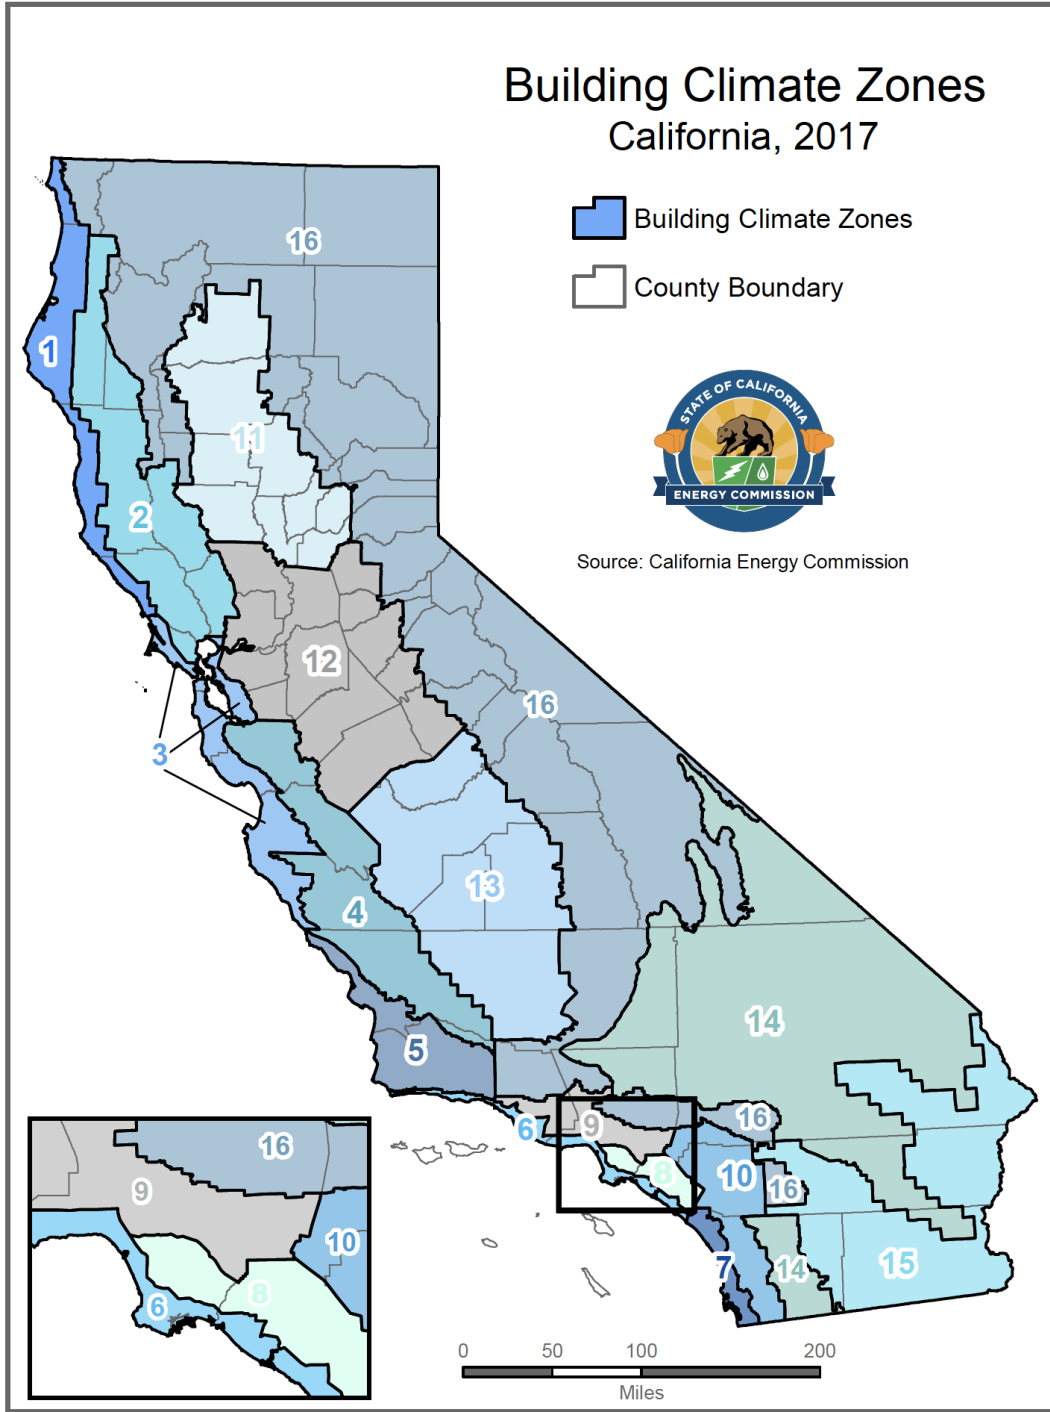 Building Climate Zones
California, 2017
Building Climate Zones
County Boundary
STATE OF CALIFORNIA
ENERGY COMMISSION
Source: California Energy Commission
16
1
11
2
12
16
3
13
4
14
5
16
6
9
8
10
16
7
14
15
16
9
10
8
6
0 50 100 200
Miles